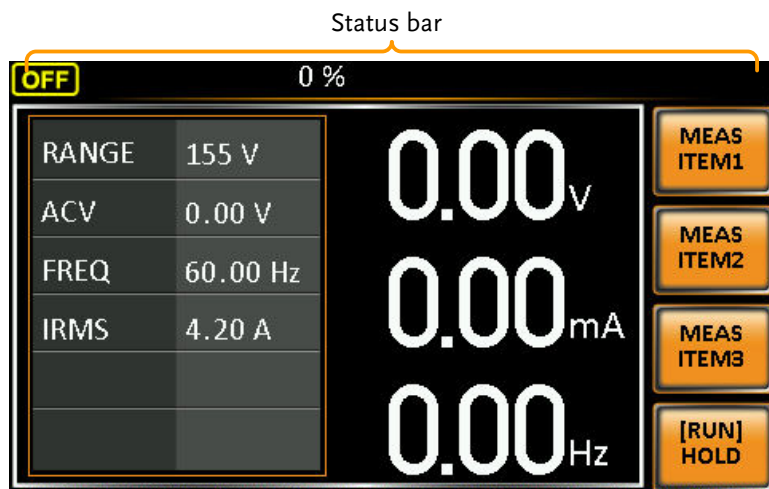 Status bar
OFF 0 %
RANGE 155 V
ACV 0.00 V
FREQ 60.00 Hz
IRMS 4.20 A
0.00V
0.00mA
0.00Hz
MEAS
ITEM1
MEAS
ITEM2
MEAS
ITEM3
[RUN]
HOLD